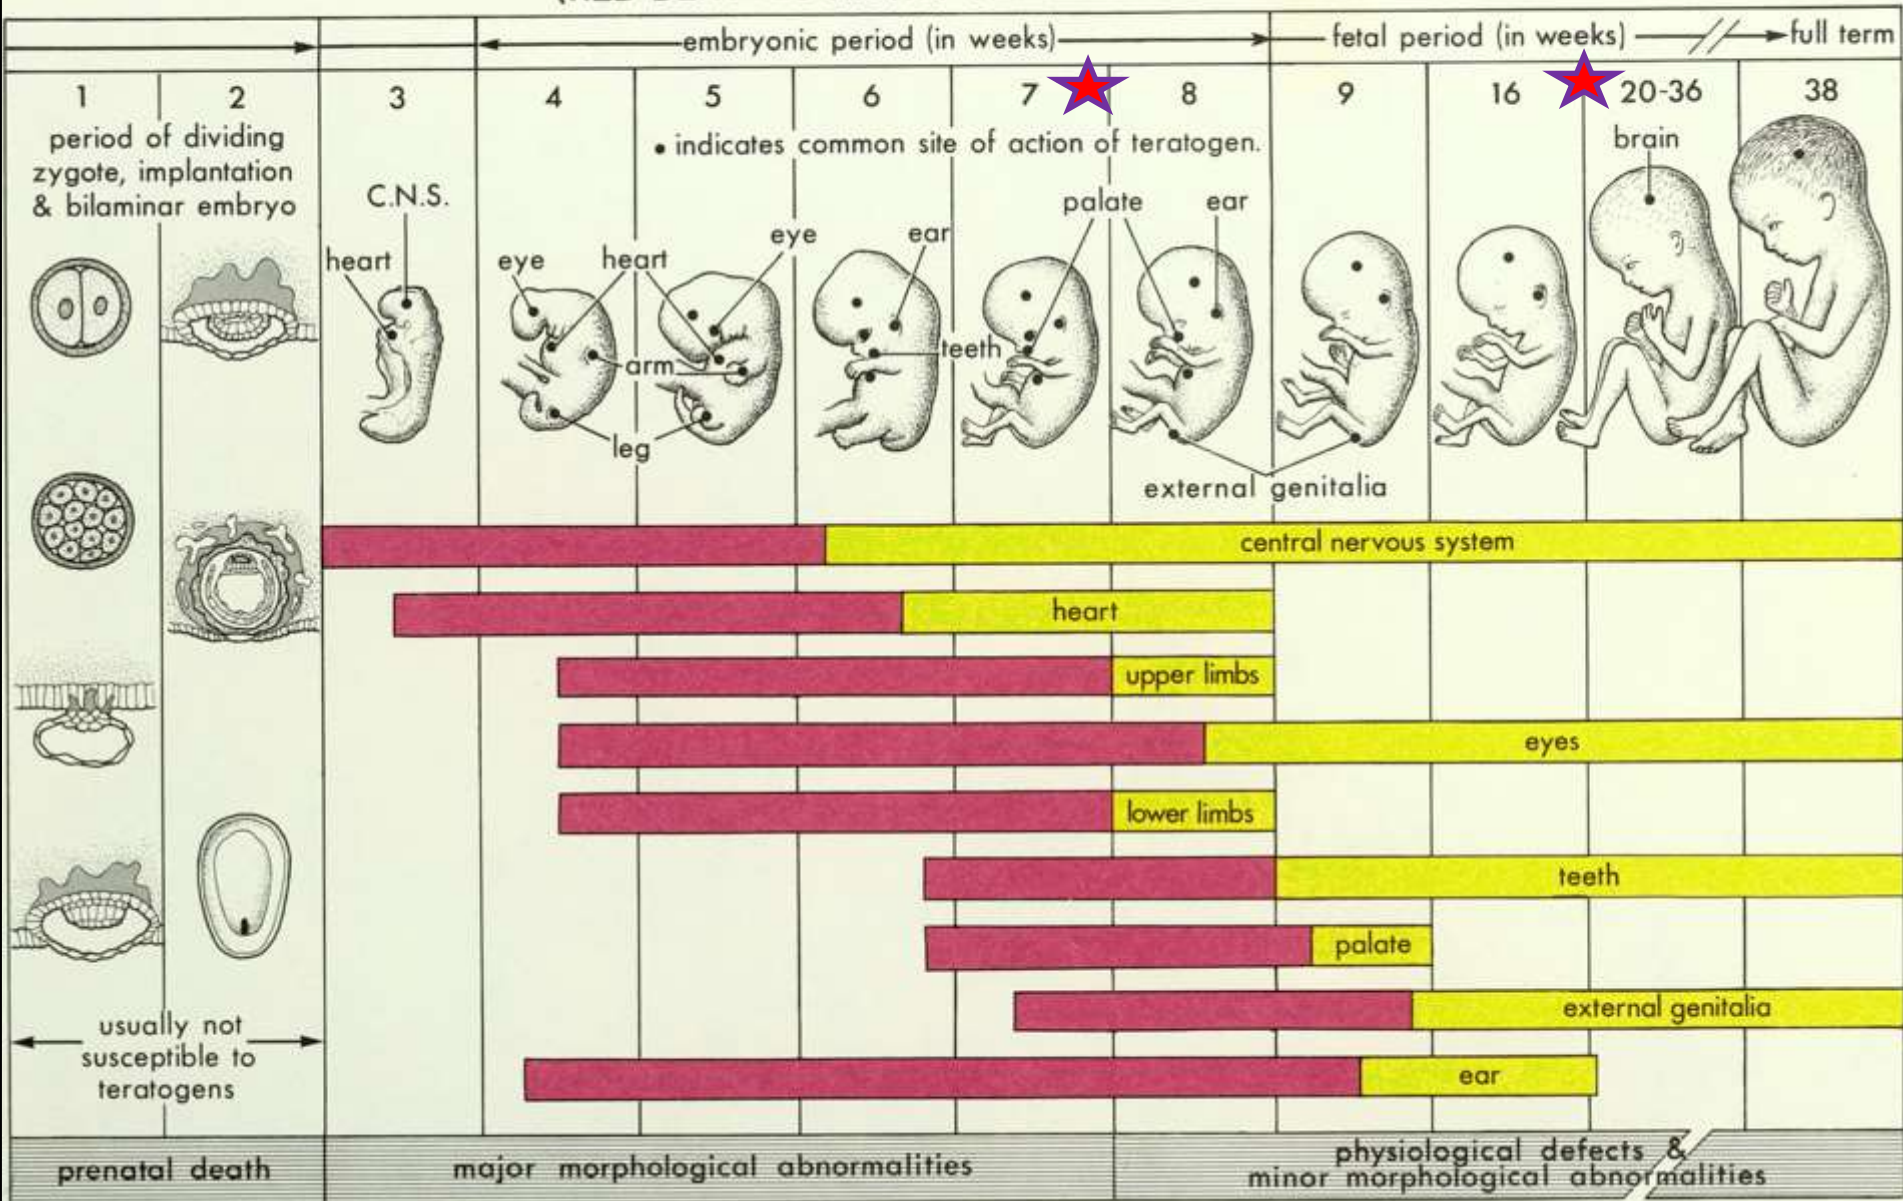 embryonic period (in weeks)
fetal period (in weeks)
full term
1
2
3
4
5
6
7
8
9
16
20-36
38
period of dividing
zygote, implantation
& bilaminar embryo
• indicates common site of action of teratogen.
C.N.S.
heart
eye
heart
eye
ear
palate
ear
brain
arm
teeth
leg
external genitalia
central nervous system
heart
upper limbs
eyes
lower limbs
teeth
palate
external genitalia
ear
usually not
susceptible to
teratogens
prenatal death
major morphological abnormalities
physiological defects &
minor morphological abnormalities